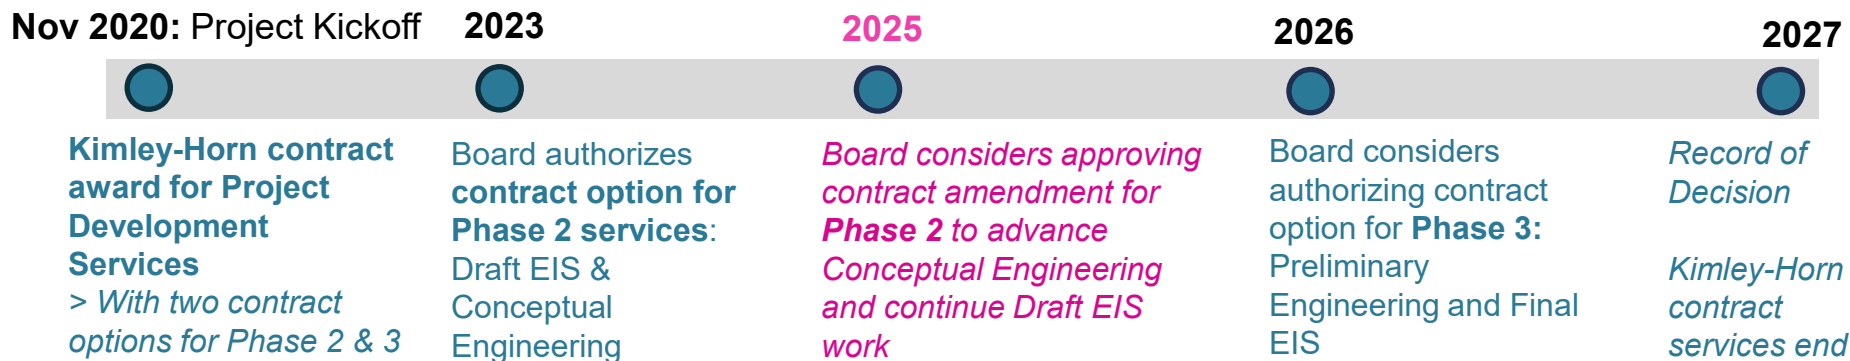 Nov 2020: Project Kickoff
Kimley-Horn contract
award for Project
Development
Services
> With two contract
options for Phase 2 & 3
2023
Board authorizes
contract option for
Phase 2 services:
Draft EIS &
Conceptual
Engineering
2025
Board considers approving
contract amendment for
Phase 2 to advance
Conceptual Engineering
and continue Draft EIS
work
2026
Board considers
authorizing contract
option for Phase 3:
Preliminary
Engineering and Final
EIS
2027
Record of
Decision
Kimley-Horn
contract
services end